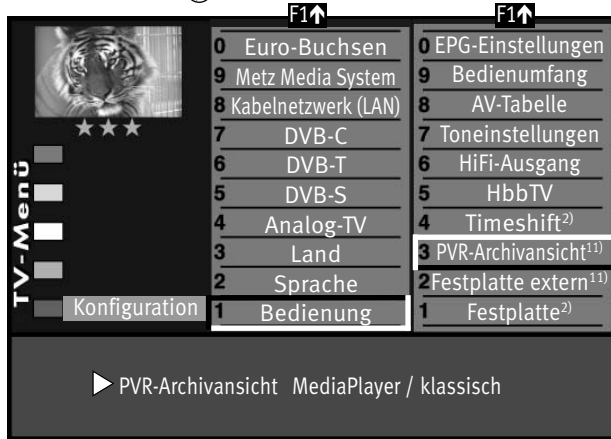 F1↑ F1↑
0 Euro-Buchsen 0 EPG-Einstellungen
9 Metz Media System 9 Bedienumfang
8 Kabelnetzwerk (LAN) 8 AV-Tabelle
7 DVB-C 7 Toneinstellungen
6 DVB-T 6 HiFi-Ausgang
5 DVB-S 5 HbbTV
4 Analog-TV 4 Timeshift2)
3 Land 3 PVR-Archivansicht11)
2 Sprache 2 Festplatte extern11)
Konfiguration 1 Bedienung 1 Festplatte2)
TV-Menü
PVR-Archivansicht MediaPlayer / klassisch